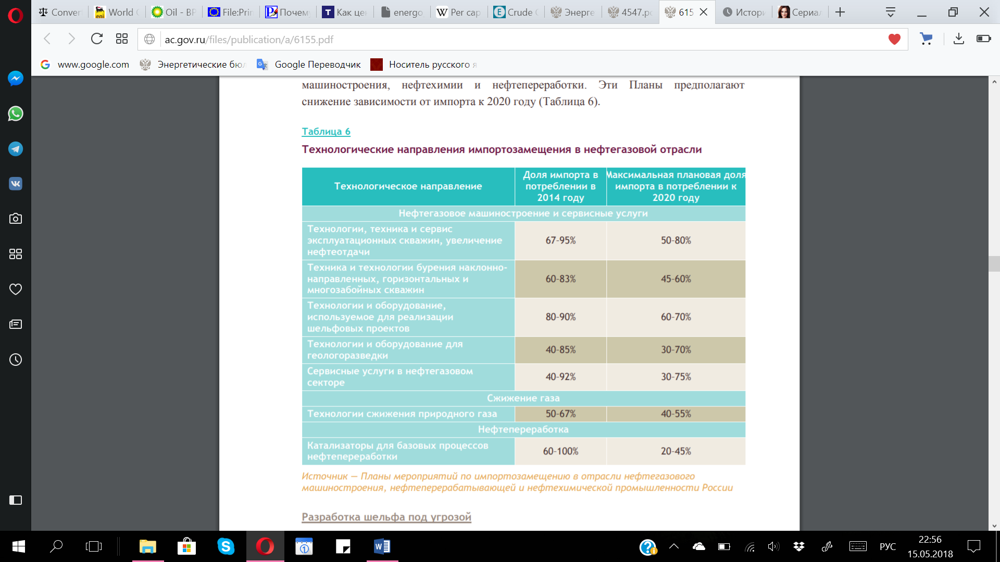 Conver
World
Oil - BP
File:Prin
Почему
Как цен
energo
Per cap
Crude
Энерге
4547.pd
615
Истори
Сериал
ac.gov.ru/files/publication/a/6155.pdf
www.google.com
Энергетические бюл
Google Переводчик
Носитель русского я
машиностроения, нефтехимии и нефтепереработки. Эти Планы предполагают
снижение зависимости от импорта к 2020 году (Таблица 6).
Таблица 6
Технологические направления импортозамещения в нефтегазовой отрасли
Технологическое направление
Доля импорта в
потреблении в
2014 году
Максимальная плановая доля
импорта в потреблении к
2020 году
Нефтегазовое машиностроение и сервисные услуги
Технологии, техника и сервис
эксплуатационных скважин, увеличение
нефтеотдачи
67-95%
50-80%
Техника и технологии бурения наклонно-
направленных, горизонтальных и
многозабойных скважин
60-83%
45-60%
Технологии и оборудование,
используемое для реализации
шельфовых проектов
80-90%
60-70%
Технологии и оборудование для
геологоразведки
40-85%
30-70%
Сервисные услуги в нефтегазовом
секторе
40-92%
30-75%
Сжижение газа
Технологии сжижения природного газа
50-67%
40-55%
Нефтепереработка
Катализаторы для базовых процессов
нефтепереработки
60-100%
20-45%
Источник — Планы мероприятий по импортозамещению в отрасли нефтегазового
машиностроения, нефтеперерабатывающей и нефтехимической промышленности России
Разработка шельфа под угрозой
РУС
22:56
15.05.2018